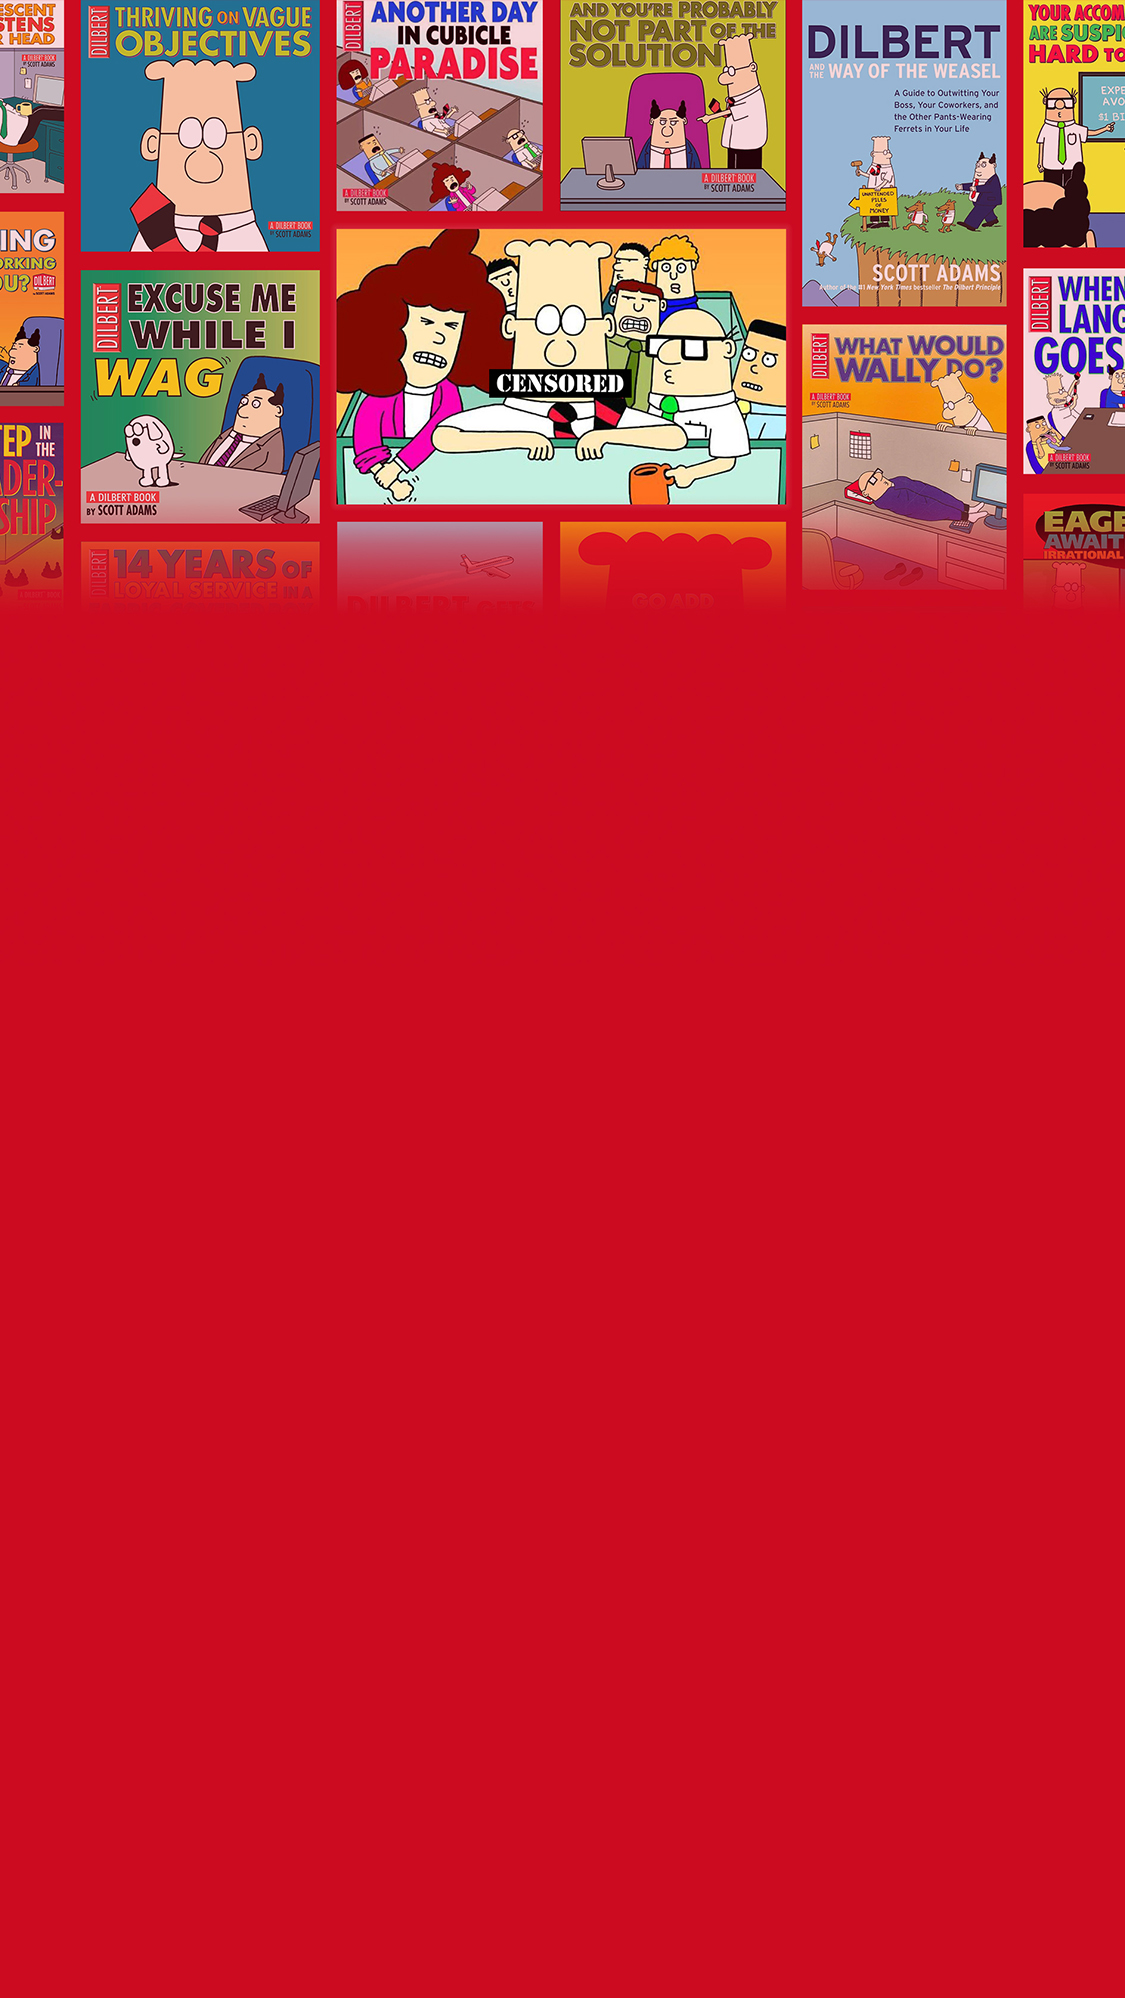 ESCENT
STENS
R HEAD
A DILBERT BOOK
BY SCOTT ADAMS
DILBERT
THRIVING ON VAGUE
OBJECTIVES
A DILBERT BOOK
BY SCOTT ADAMS
DILBERT
ANOTHER DAY
IN CUBICLE
PARADISE
A DILBERT BOOK
BY SCOTT ADAMS
AND YOU'RE PROBABLY
NOT PART OF THE
SOLUTION
A DILBERT BOOK
BY SCOTT ADAMS
DILBERT
AND THE WAY OF THE WEASEL
A Guide to Outwitting Your
Boss, Your Coworkers, and
the Other Pants-Wearing
Ferrets in Your Life
UNATTENDED
PILES
OF
MONEY
SCOTT ADAMS
Author of the #1 New York Times bestseller The Dilbert Principle
YOUR ACCOM
ARE SUSPIC
HARD TO
EXPE
AVO
$1 BI
ING
ORKING
OU?
DILBERT
BY SCOTT ADAMS
DILBERT
EXCUSE ME
WHILE I
WAG
A DILBERT BOOK
BY SCOTT ADAMS
CENSORED
DILBERT
WHAT WOULD
WALLY DO?
A DILBERT BOOK
BY SCOTT ADAMS
DILBERT
WHEN
LANG
GOES
A DILBERT BOOK
BY SCOTT ADAMS
TEP IN
THE
ADER-
SHIP
DILBERT
14 YEARS OF
LOYAL SERVICE IN A
DILBERT GETS
GO ADD
EAGE
AWAIT
IRRATIONAL